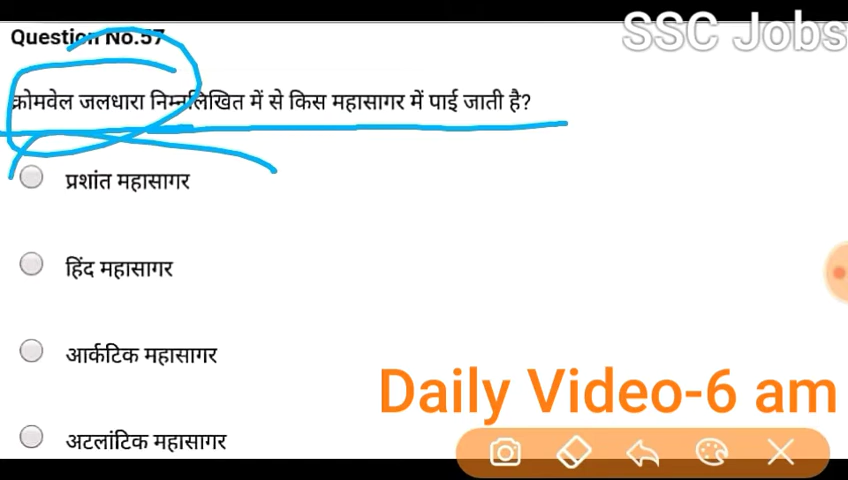 Question No.57
SSC Jobs
क्रोमवेल जलधारा निम्नलिखित में से किस महासागर में पाई जाती है?
प्रशांत महासागर
हिंद महासागर
आर्कटिक महासागर
Daily Video-6 am
अटलांटिक महासागर